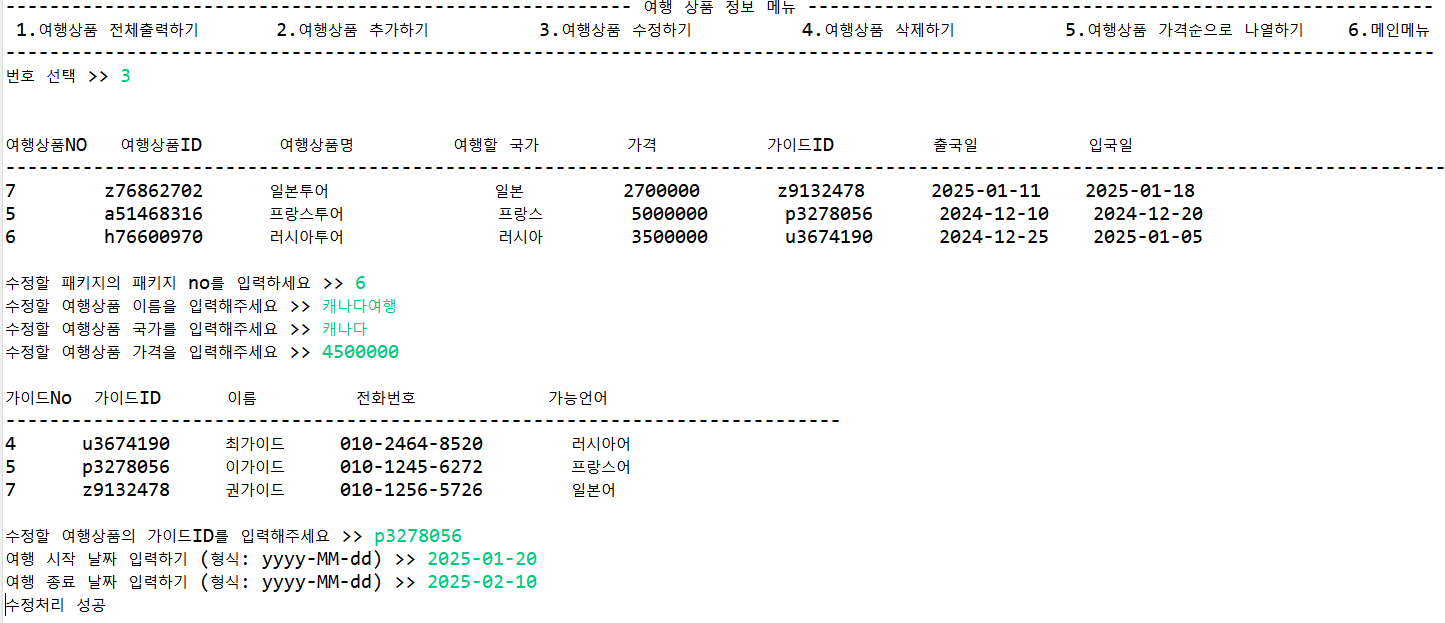 ------------------------------------------------------------------- 여행 상품 정보 메뉴 -------------------------------------------------------------------
1.여행상품 전체출력하기 2.여행상품 추가하기 3.여행상품 수정하기 4.여행상품 삭제하기 5.여행상품 가격순으로 나열하기 6.메인메뉴
------------------------------------------------------------------------------------------------------------------------------------------------
번호 선택 >> 3
여행상품NO 여행상품ID 여행상품명 여행할 국가 가격 가이드ID 출국일 입국일
------------------------------------------------------------------------------------------------------------------------------------------------
7 z76862702 일본투어 일본 2700000 z9132478 2025-01-11 2025-01-18
5 a51468316 프랑스투어 프랑스 5000000 p3278056 2024-12-10 2024-12-20
6 h76600970 러시아투어 러시아 3500000 u3674190 2024-12-25 2025-01-05
수정할 패키지의 패키지 no를 입력하세요 >> 6
수정할 여행상품 이름을 입력해주세요 >> 캐나다여행
수정할 여행상품 국가를 입력해주세요 >> 캐나다
수정할 여행상품 가격을 입력해주세요 >> 4500000
가이드No 가이드ID 이름 전화번호 가능언어
----------------------------------------------------------------------------
4 u3674190 최가이드 010-2464-8520 러시아어
5 p3278056 이가이드 010-1245-6272 프랑스어
7 z9132478 권가이드 010-1256-5726 일본어
수정할 여행상품의 가이드ID를 입력해주세요 >> p3278056
여행 시작 날짜 입력하기 (형식: yyyy-MM-dd) >> 2025-01-20
여행 종료 날짜 입력하기 (형식: yyyy-MM-dd) >> 2025-02-10
수정처리 성공